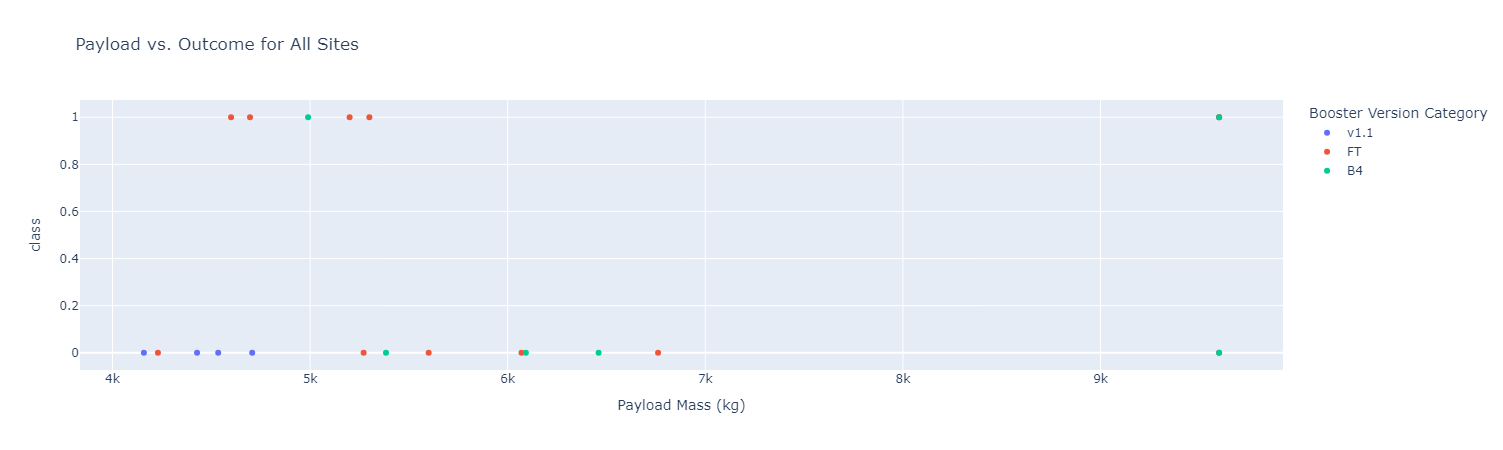 Payload vs. Outcome for All Sites
Booster Version Category
v1.1
FT
B4
class
1
0.8
0.6
0.4
0.2
0
4k 5k 6k 7k 8k 9k
Payload Mass (kg)